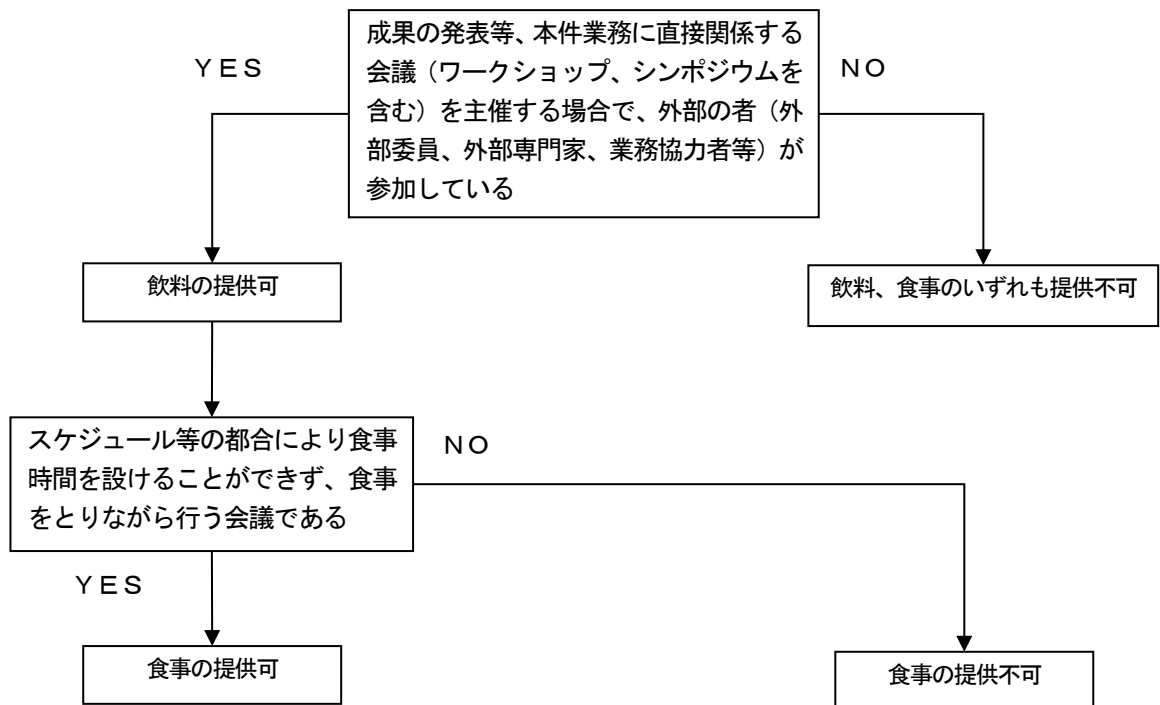 成果の発表等、本件業務に直接関係する
会議（ワークショップ、シンポジウムを
含む）を主催する場合で、外部の者（外
部委員、外部専門家、業務協力者等）が
参加している
ＹＥＳ
ＮＯ
飲料の提供可
飲料、食事のいずれも提供不可
スケジュール等の都合により食事
時間を設けることができず、食事
をとりながら行う会議である
ＮＯ
ＹＥＳ
食事の提供可
食事の提供不可